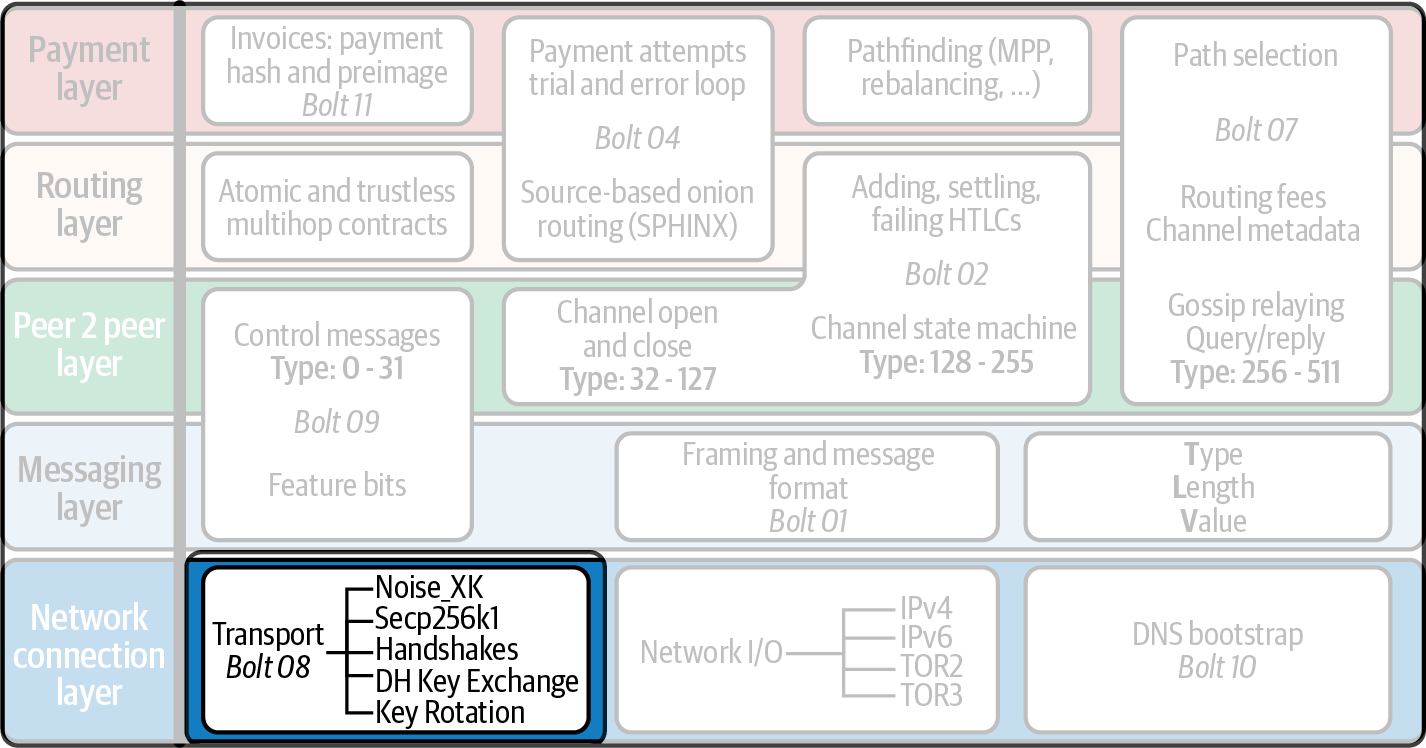 Payment
layer
Invoices: payment
hash and preimage
Bolt 11
Payment attempts
trial and error loop
Bolt 04
Source-based onion
routing (SPHINX)
Pathfinding (MPP,
rebalancing, ...)
Path selection
Bolt 07
Routing fees
Channel metadata
Gossip relaying
Query/reply
Type: 256 - 511
Routing
layer
Atomic and trustless
multihop contracts
Adding, settling,
failing HTLCs
Bolt 02
Channel state machine
Type: 128 - 255
Peer 2 peer
layer
Control messages
Type: 0 - 31
Bolt 09
Feature bits
Channel open
and close
Type: 32 - 127
Messaging
layer
Framing and message
format
Bolt 01
Type
Length
Value
Network
connection
layer
Transport
Bolt 08
Noise_XK
Secp256k1
Handshakes
DH Key Exchange
Key Rotation
Network I/O
IPv4
IPv6
TOR2
TOR3
DNS bootstrap
Bolt 10